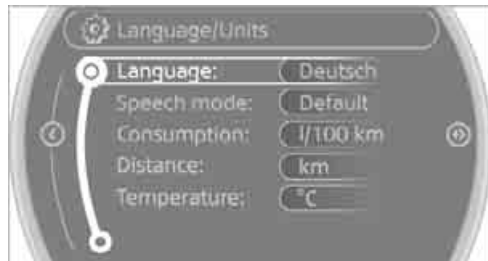 Language/Units
Language: Deutsch
Speech mode: Default
Consumption: l/100 km
Distance: km
Temperature: °C